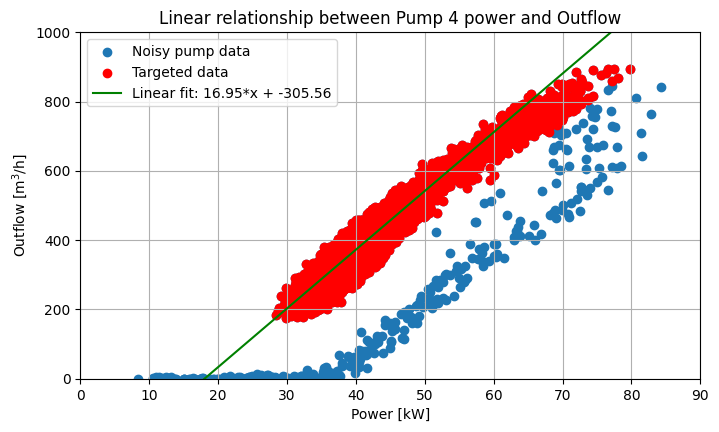 Linear relationship between Pump 4 power and Outflow
Noisy pump data
Targeted data
Linear fit: 16.95*x + -305.56
Outflow [m³/h]
1000
800
600
400
200
0
0 10 20 30 40 50 60 70 80 90
Power [kW]